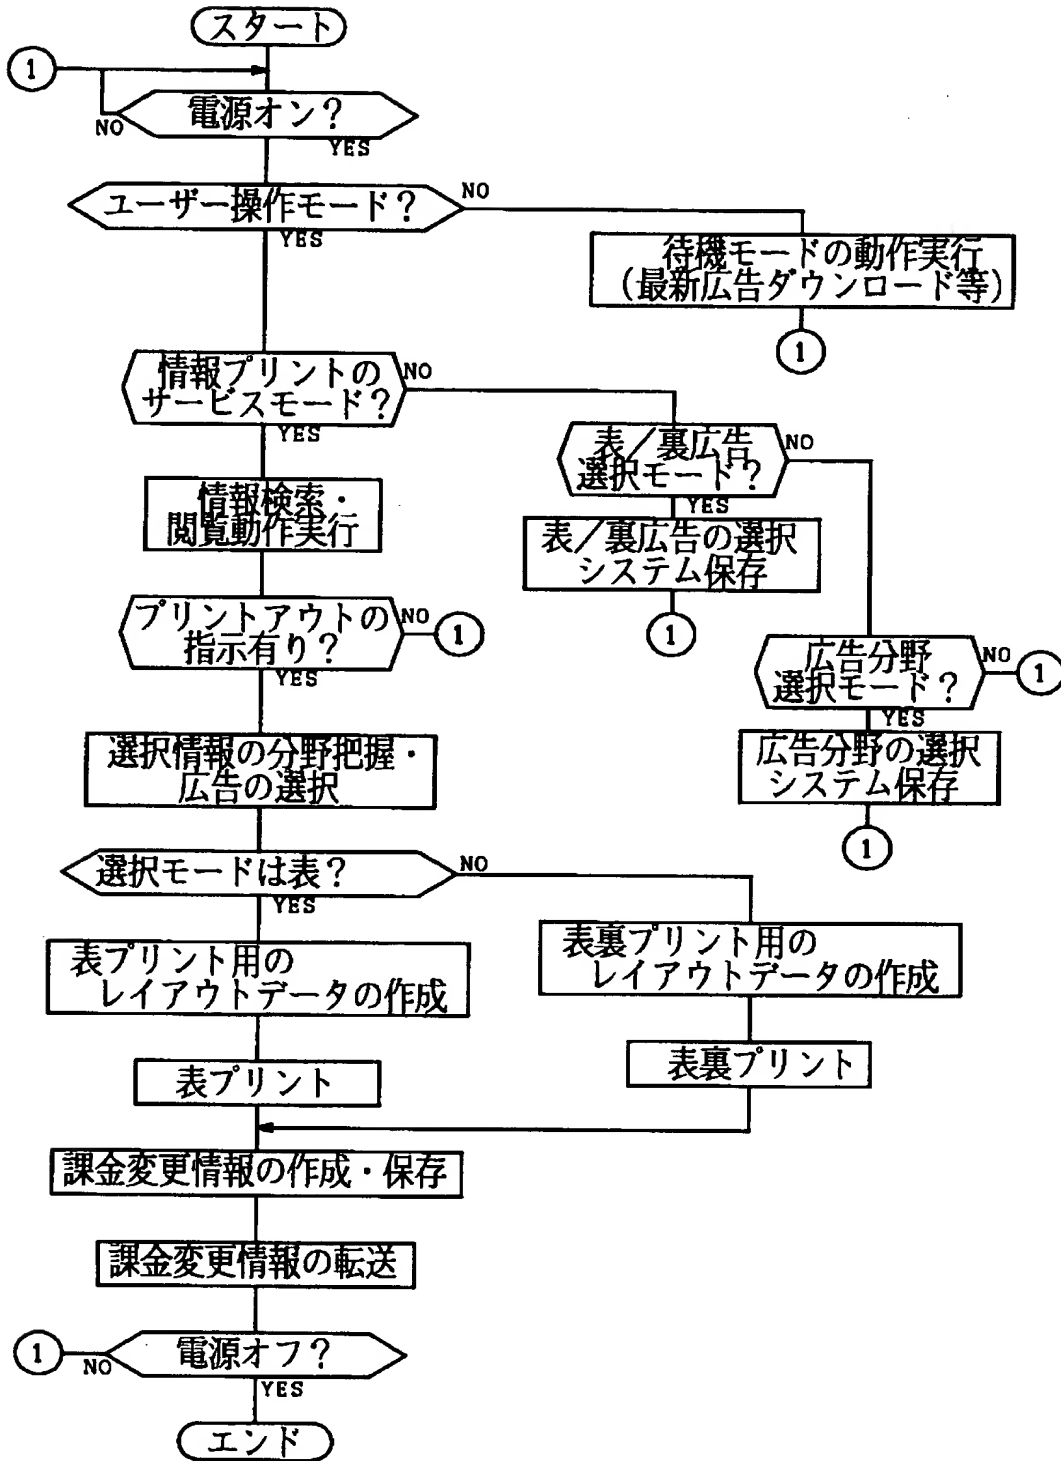 スタート
1
電源オン?
NO
YES
ユーザー操作モード?
NO
YES
待機モードの動作実行
(最新広告ダウンロード等)
1
情報プリントの
サービスモード?
NO
YES
表/裏広告
選択モード?
NO
YES
情報検索・
閲覧動作実行
表/裏広告の選択
システム保存
1
プリントアウトの
指示有り?
NO
1
YES
広告分野
選択モード?
NO
1
YES
広告分野の選択
システム保存
1
選択情報の分野把握・
広告の選択
選択モードは表?
NO
YES
表プリント用の
レイアウトデータの作成
表裏プリント用の
レイアウトデータの作成
表プリント
表裏プリント
課金変更情報の作成・保存
課金変更情報の転送
1
NO
電源オフ?
YES
エンド